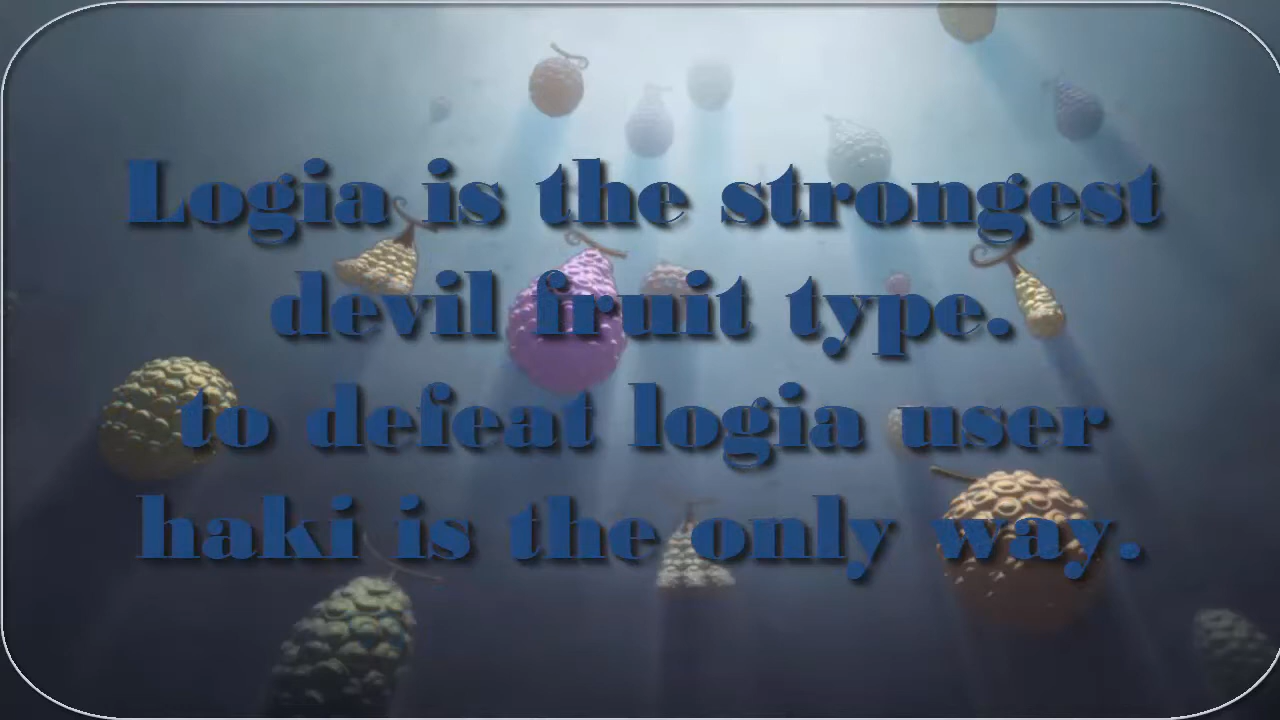 Logia is the strongest
devil fruit type.
to defeat logia user
haki is the only way.